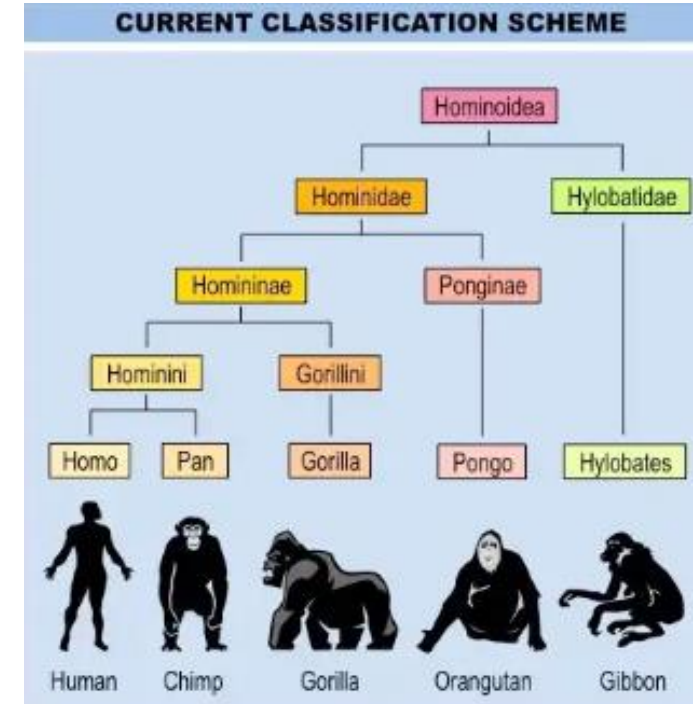 CURRENT CLASSIFICATION SCHEME
Hominoidea
Hominidae Hylobatidae
Homininae Ponginae
Hominini Gorillini
Homo Pan Gorilla Pongo Hylobates
Human Chimp Gorilla Orangutan Gibbon